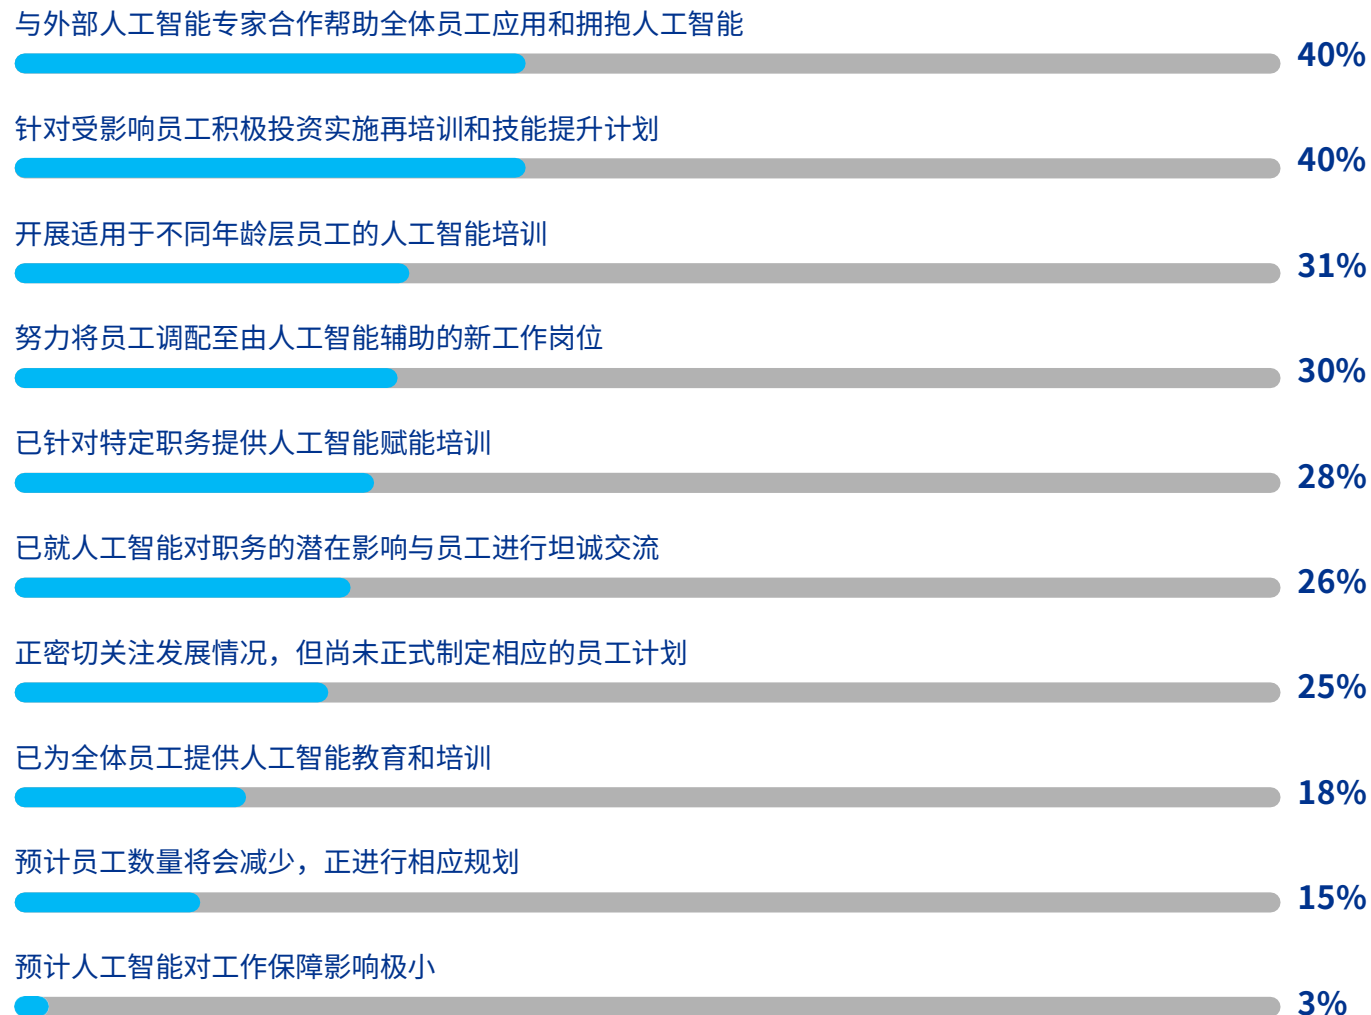 与外部人工智能专家合作帮助全体员工应用和拥抱人工智能
40%
针对受影响员工积极投资实施再培训和技能提升计划
40%
开展适用于不同年龄层员工的人工智能培训
31%
努力将员工调配至由人工智能辅助的新工作岗位
30%
已针对特定职务提供人工智能赋能培训
28%
已就人工智能对职务的潜在影响与员工进行坦诚交流
26%
正密切关注发展情况，但尚未正式制定相应的员工计划
25%
已为全体员工提供人工智能教育和培训
18%
预计员工数量将会减少，正进行相应规划
15%
预计人工智能对工作保障影响极小
3%